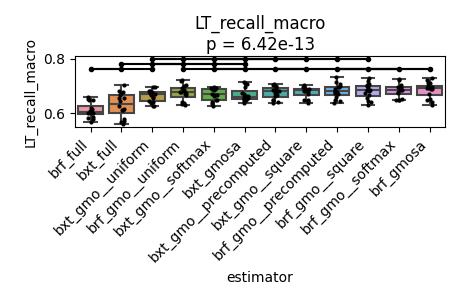 LT_recall_macro
p = 6.42e-13
LT_recall_macro
0.8
0.6
brf_full
bxt_full
bxt_gmo__uniform
brf_gmo__uniform
bxt_gmo__softmax
bxt_gmosa
bxt_gmo__precomputed
bxt_gmo__square
brf_gmo__precomputed
brf_gmo__square
brf_gmo__softmax
brf_gmosa
estimator